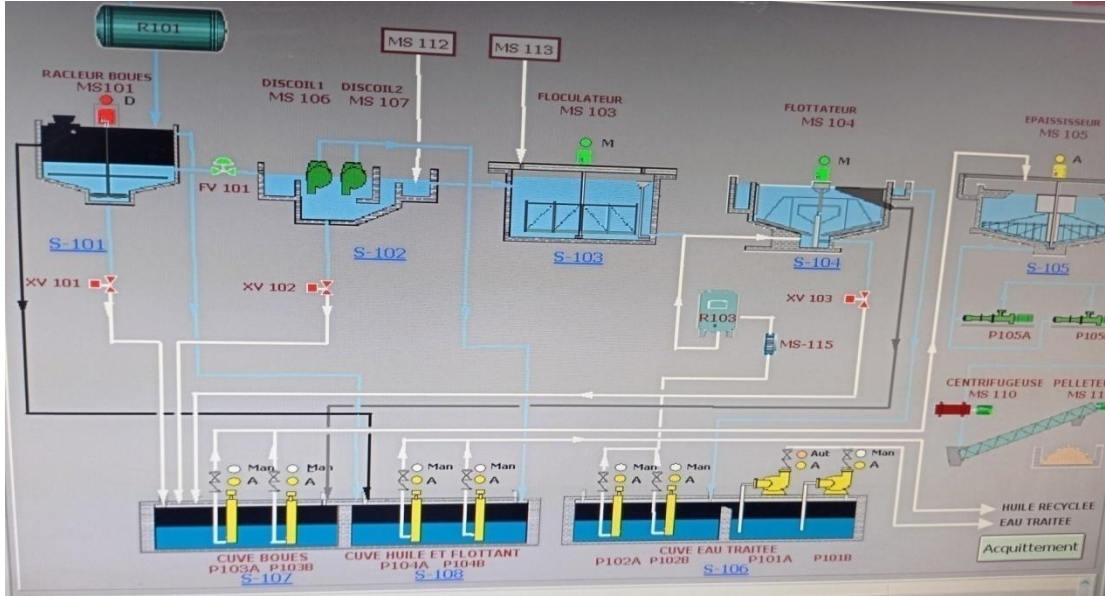 R101
MS 112
MS 113
RACLEUR BOUES
MS101
D
DISCOIL1
MS 106
DISCOIL2
MS 107
FLOCULATEUR
MS 103
M
FLOTTATEUR
MS 104
M
EPAISSISSEUR
MS 105
A
FV 101
S-101
S-102
S-103
S-104
S-105
XV 101
XV 102
XV 103
R103
MS-115
P105A
CENTRIFUGEUSE
MS 110
Man
A
Man
A
Man
A
Man
A
Man
A
Man
A
Aut
A
Man
A
HUILE RECYCLEE
EAU TRAITEE
Acquittement
CUVE BOUES
P103A P103B
S-107
CUVE HUILE ET FLOTTANT
P104A P104B
S-108
CUVE EAU TRAITEE
P102A P102B
P101A P101B
S-106